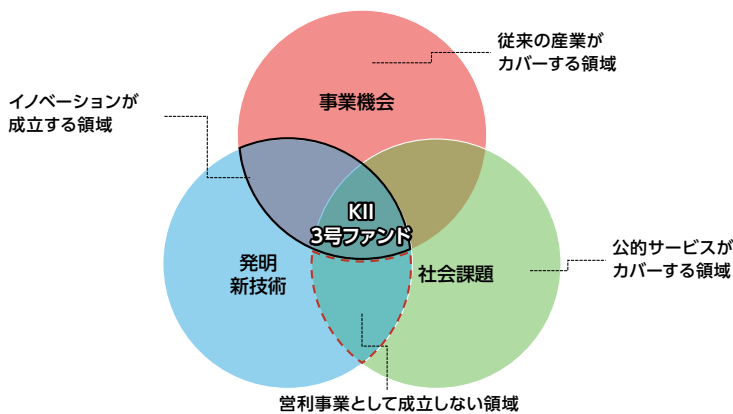 従来の産業が
カバーする領域
イノベーションが
成立する領域
事業機会
KII
3号ファンド
発明
新技術
社会課題
公的サービスが
カバーする領域
営利事業として成立しない領域